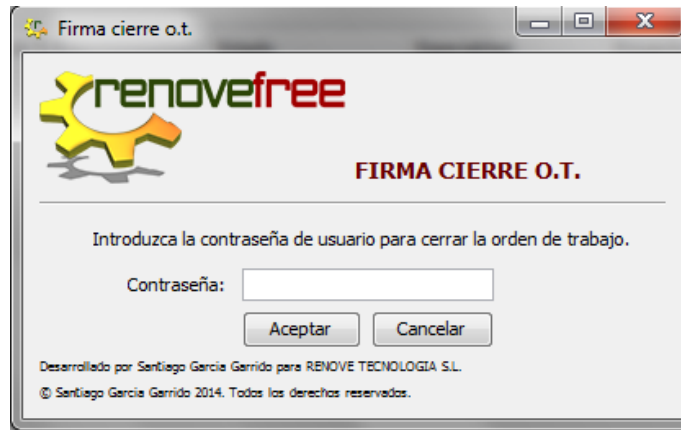 Firma cierre o.t.
renovefree
FIRMA CIERRE O.T.
Introduzca la contraseña de usuario para cerrar la orden de trabajo.
Contraseña:
Aceptar Cancelar
Desarrollado por Santiago Garcia Garrido para RENOVE TECNOLOGIA S.L.
© Santiago Garcia Garrido 2014. Todos los derechos reservados.